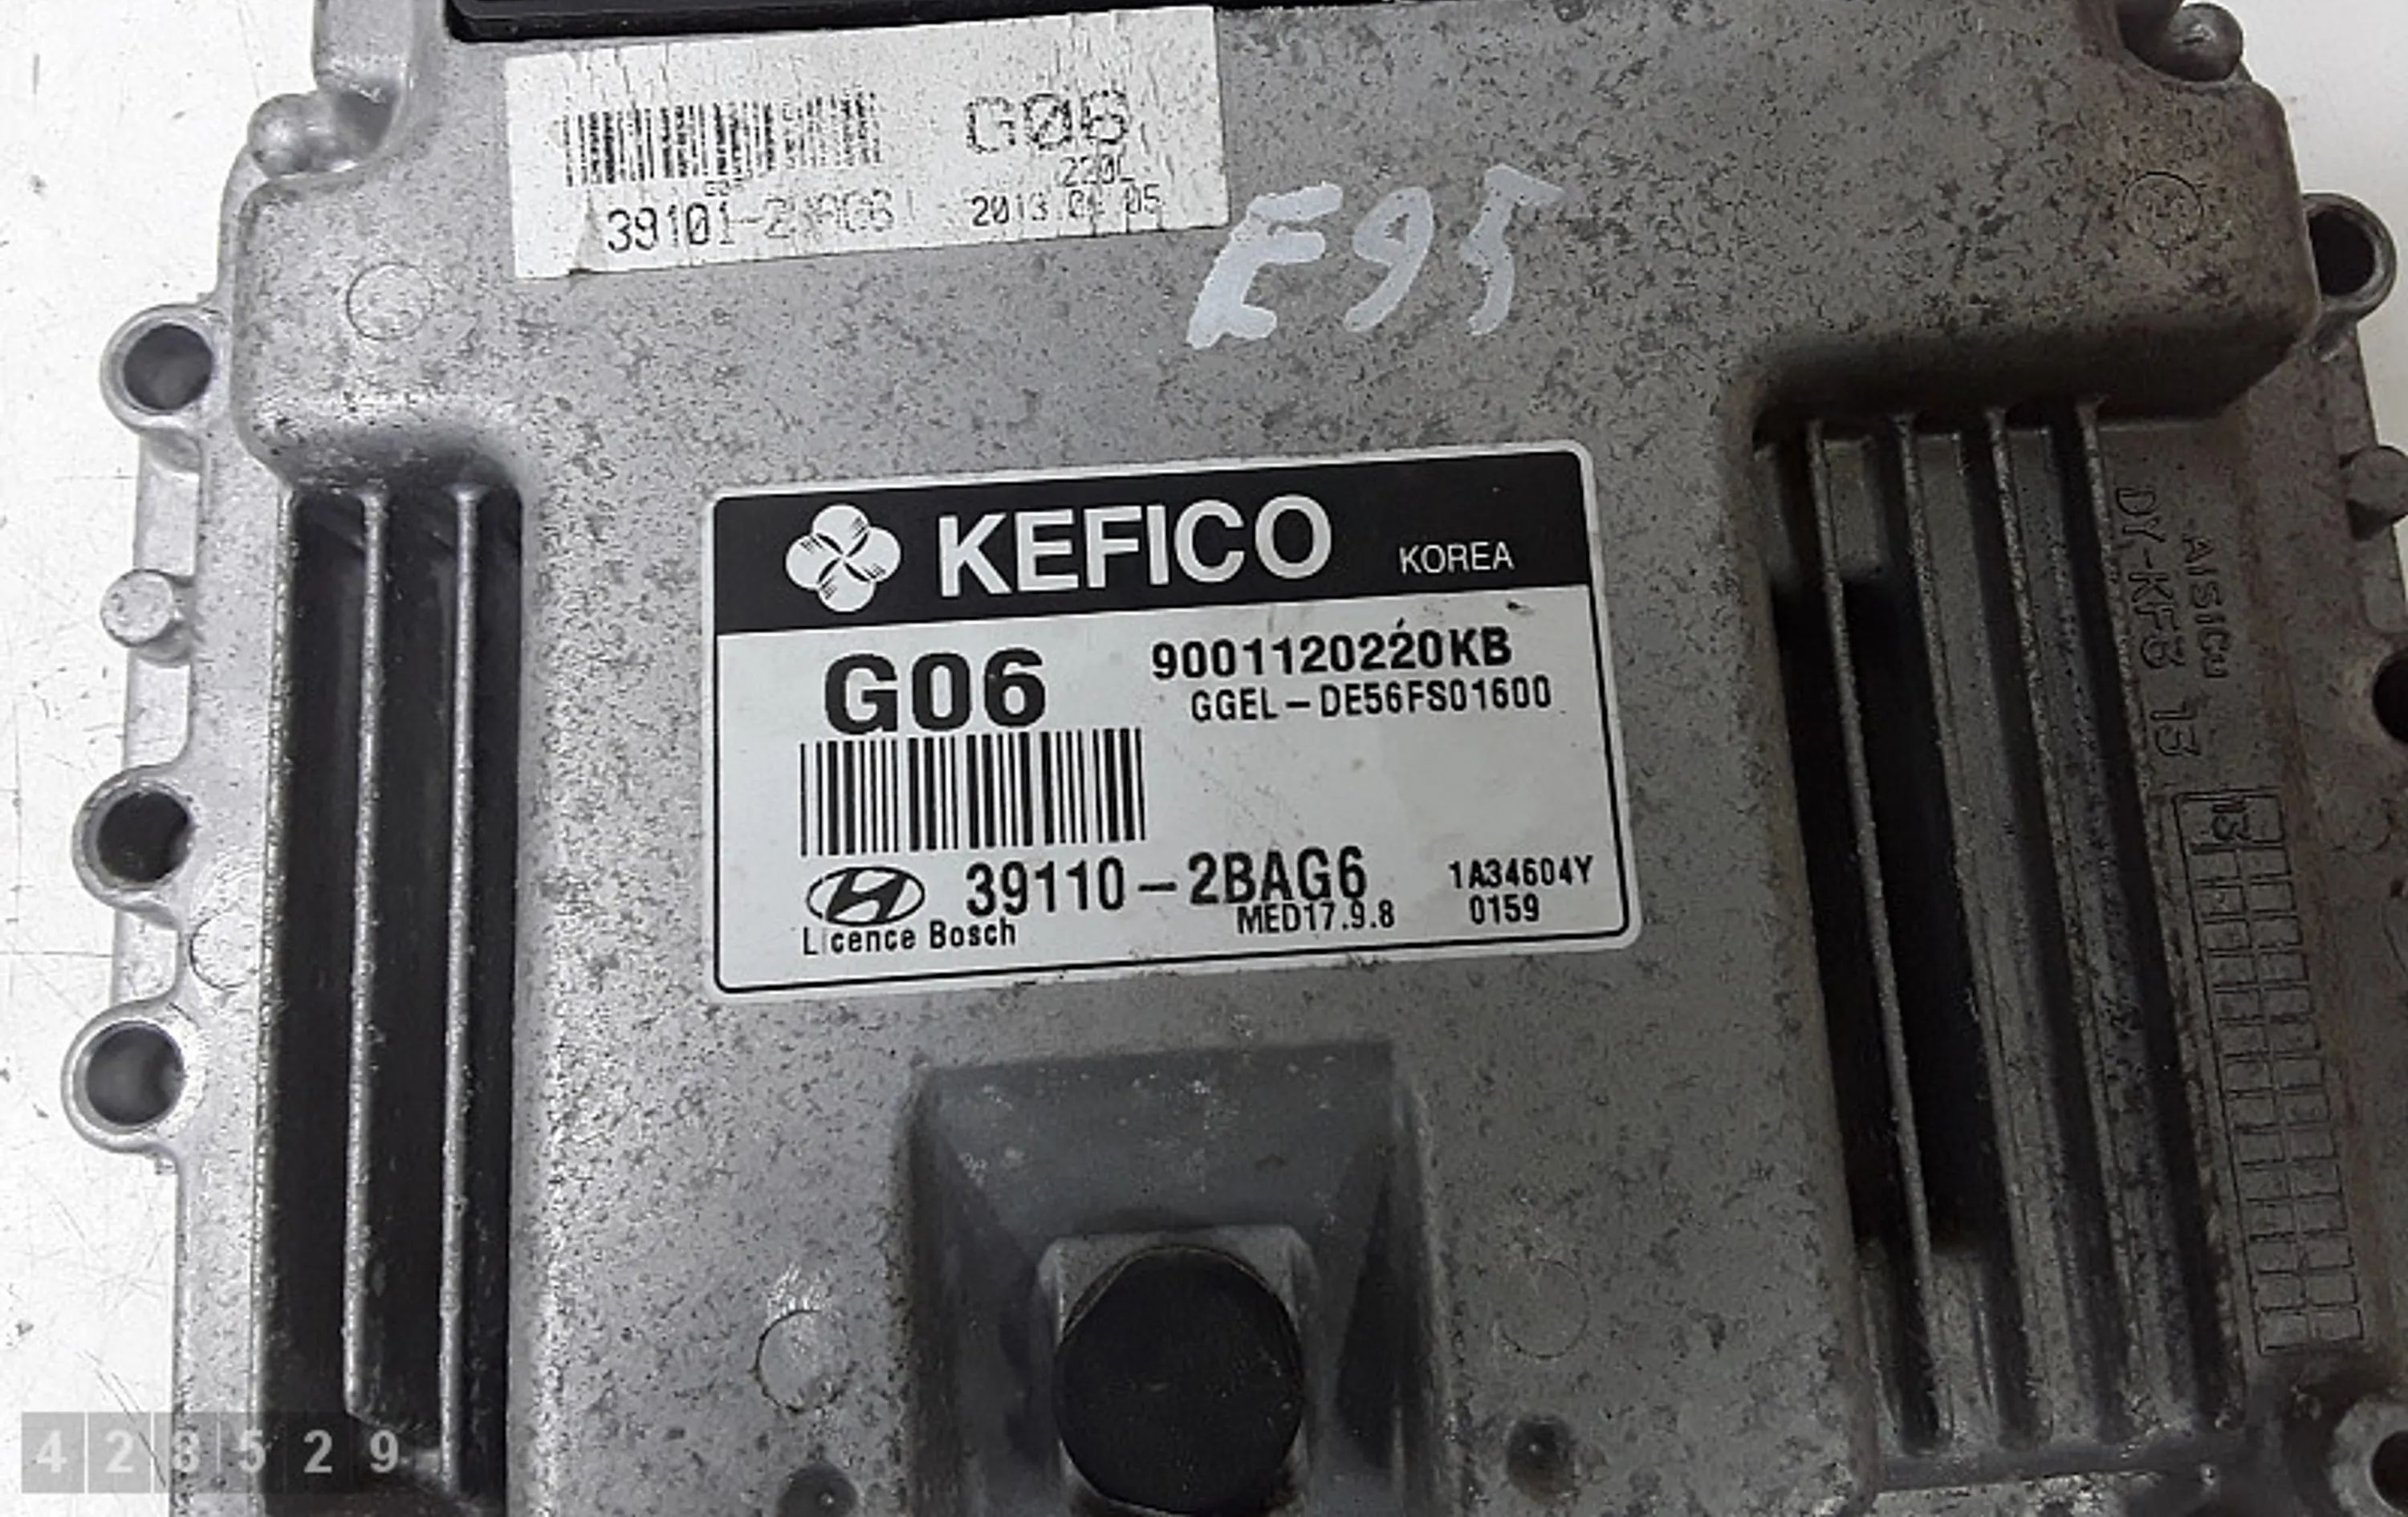 G06
220L
2013.
05
E95
KEFICO KOREA
G06 9001120220KB
GGEL-DE56FS01600
39110-2BAG6 1A34604Y
MED17.9.8 0159
Licence Bosch
DY-KF3 13
13
428529